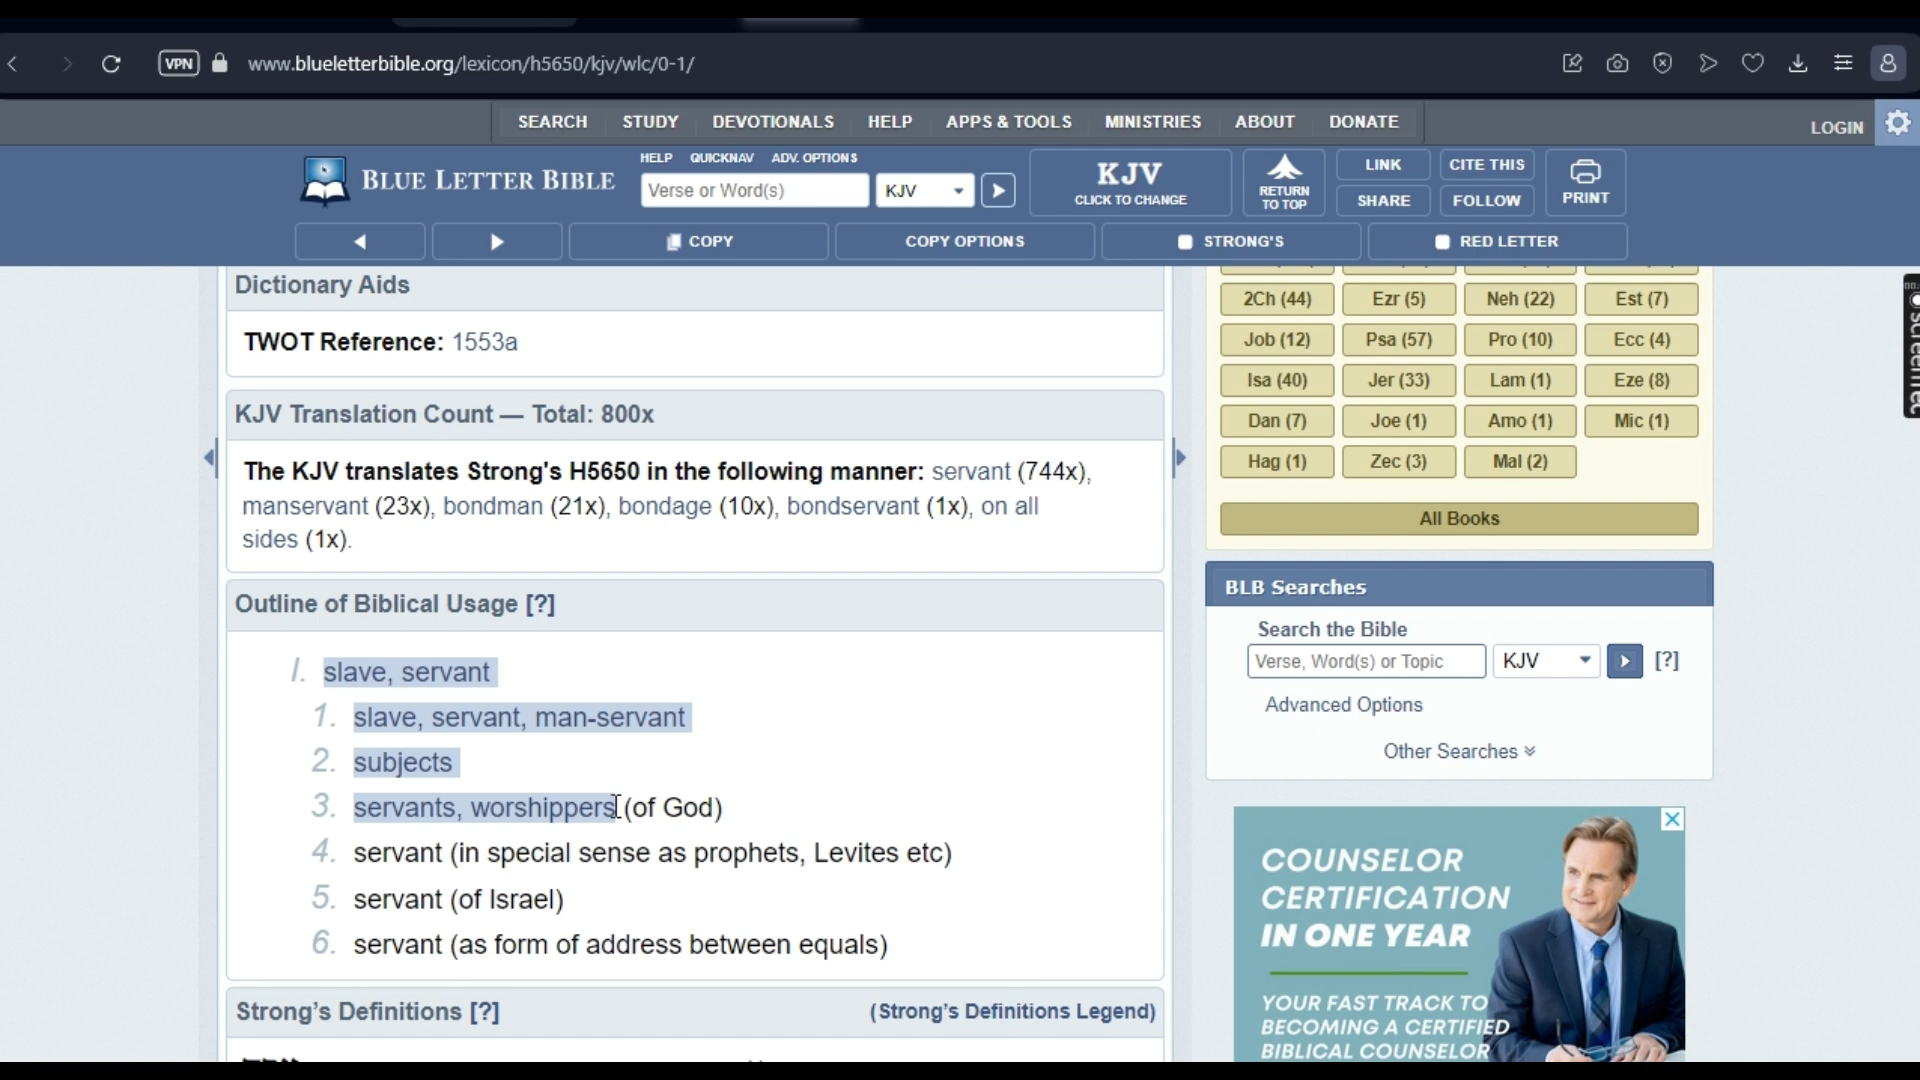 VPN
www.blueletterbible.org/lexicon/h5650/kjv/wlc/0-1/
SEARCH STUDY DEVOTIONALS HELP APPS & TOOLS MINISTRIES ABOUT DONATE
LOGIN
BLUE LETTER BIBLE
HELP QUICKNAV ADV. OPTIONS
Verse or Word(s)
KJV
KJV
CLICK TO CHANGE
RETURN
TO TOP
LINK
CITE THIS
SHARE
FOLLOW
PRINT
COPY
COPY OPTIONS
STRONG'S
RED LETTER
Dictionary Aids
TWOT Reference: 1553a
KJV Translation Count — Total: 800x
The KJV translates Strong's H5650 in the following manner: servant (744x),
manservant (23x), bondman (21x), bondage (10x), bondservant (1x), on all
sides (1x).
Outline of Biblical Usage [?]
I. slave, servant
1. slave, servant, man-servant
2. subjects
3. servants, worshippers (of God)
4. servant (in special sense as prophets, Levites etc)
5. servant (of Israel)
6. servant (as form of address between equals)
Strong's Definitions [?]
(Strong's Definitions Legend)
2Ch (44) Ezr (5) Neh (22) Est (7)
Job (12) Psa (57) Pro (10) Ecc (4)
Isa (40) Jer (33) Lam (1) Eze (8)
Dan (7) Joe (1) Amo (1) Mic (1)
Hag (1) Zec (3) Mal (2)
All Books
BLB Searches
Search the Bible
Verse, Word(s) or Topic
KJV
[?]
Advanced Options
Other Searches
COUNSELOR
CERTIFICATION
IN ONE YEAR
YOUR FAST TRACK TO
BECOMING A CERTIFIED
BIBLICAL COUNSELOR